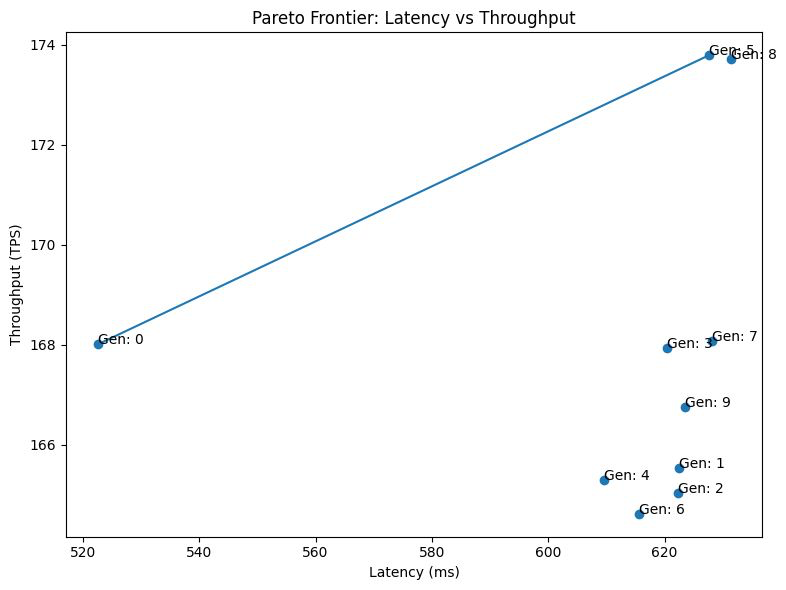 Pareto Frontier: Latency vs Throughput
174
172
170
168
166
Throughput (TPS)
Gen: 5
Gen: 8
Gen: 0
Gen: 3
Gen: 7
Gen: 9
Gen: 1
Gen: 4
Gen: 2
Gen: 6
520
540
560
580
600
620
Latency (ms)